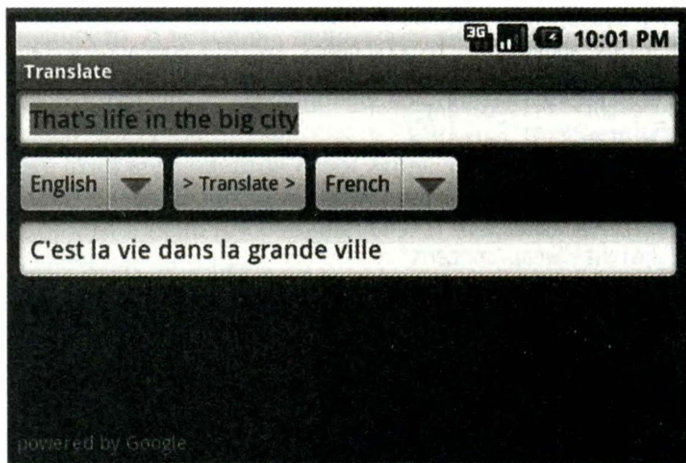 3G 10:01 PM
Translate
That's life in the big city
English > Translate > French
C'est la vie dans la grande ville
powered by Google